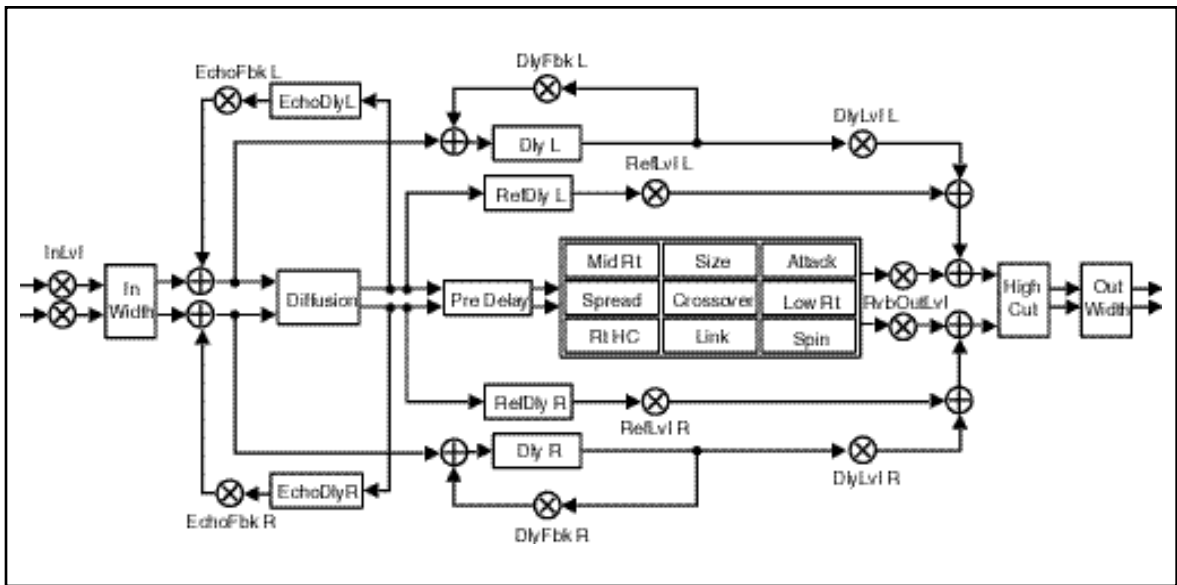 DlyFbk L
EchoFbk L
EchoDlyL
DlyLvl L
Dly L
RefLvl L
RefDly L
InLvl
In
Width
Diffusion
Pre Delay
Mid Rt
Size
Attack
Spread
Crossover
Low Rt
Rt HC
Link
Spin
RvbOutLvl
High
Cut
Out
Width
RefDly R
RefLvl R
Dly R
DlyLvl R
EchoDlyR
EchoFbk R
DlyFbk R